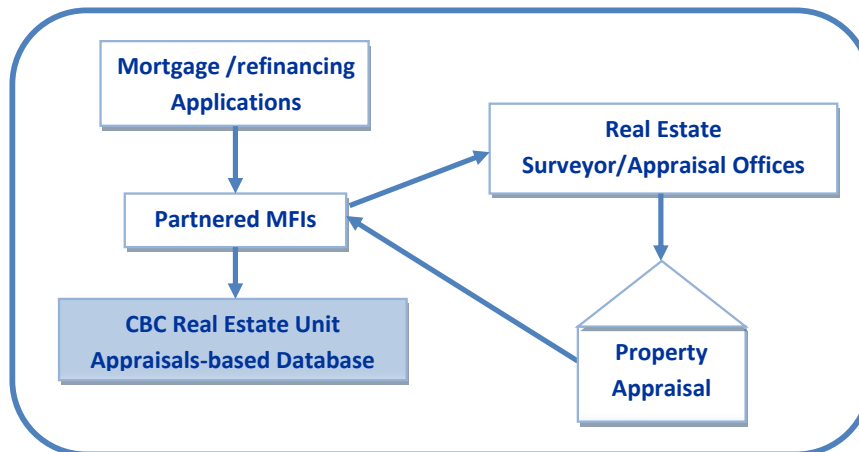 Mortgage /refinancing
Applications
Real Estate
Surveyor/Appraisal Offices
Partnered MFIs
CBC Real Estate Unit
Appraisals-based Database
Property
Appraisal